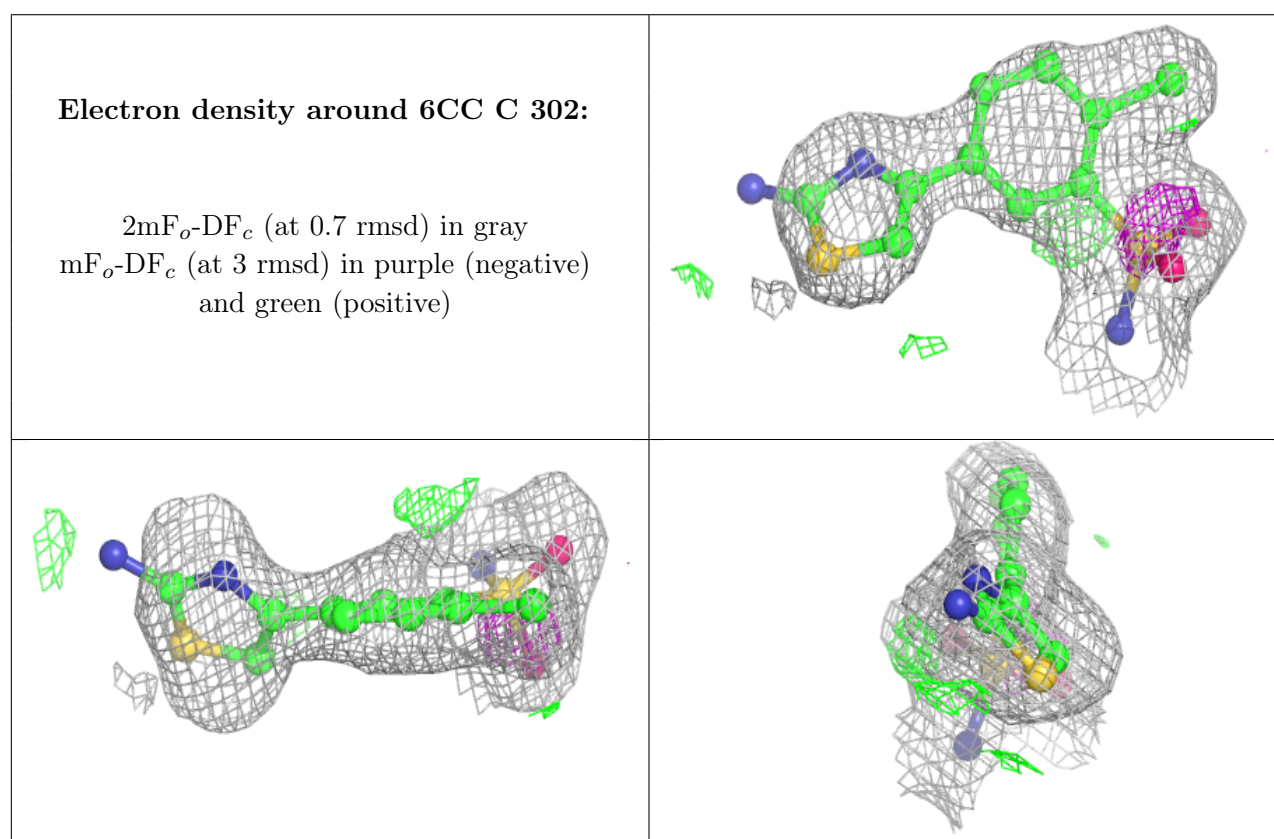 Electron density around 6CC C 302:
2mFo-DFc (at 0.7 rmsd) in gray
mFo-DFc (at 3 rmsd) in purple (negative)
and green (positive)